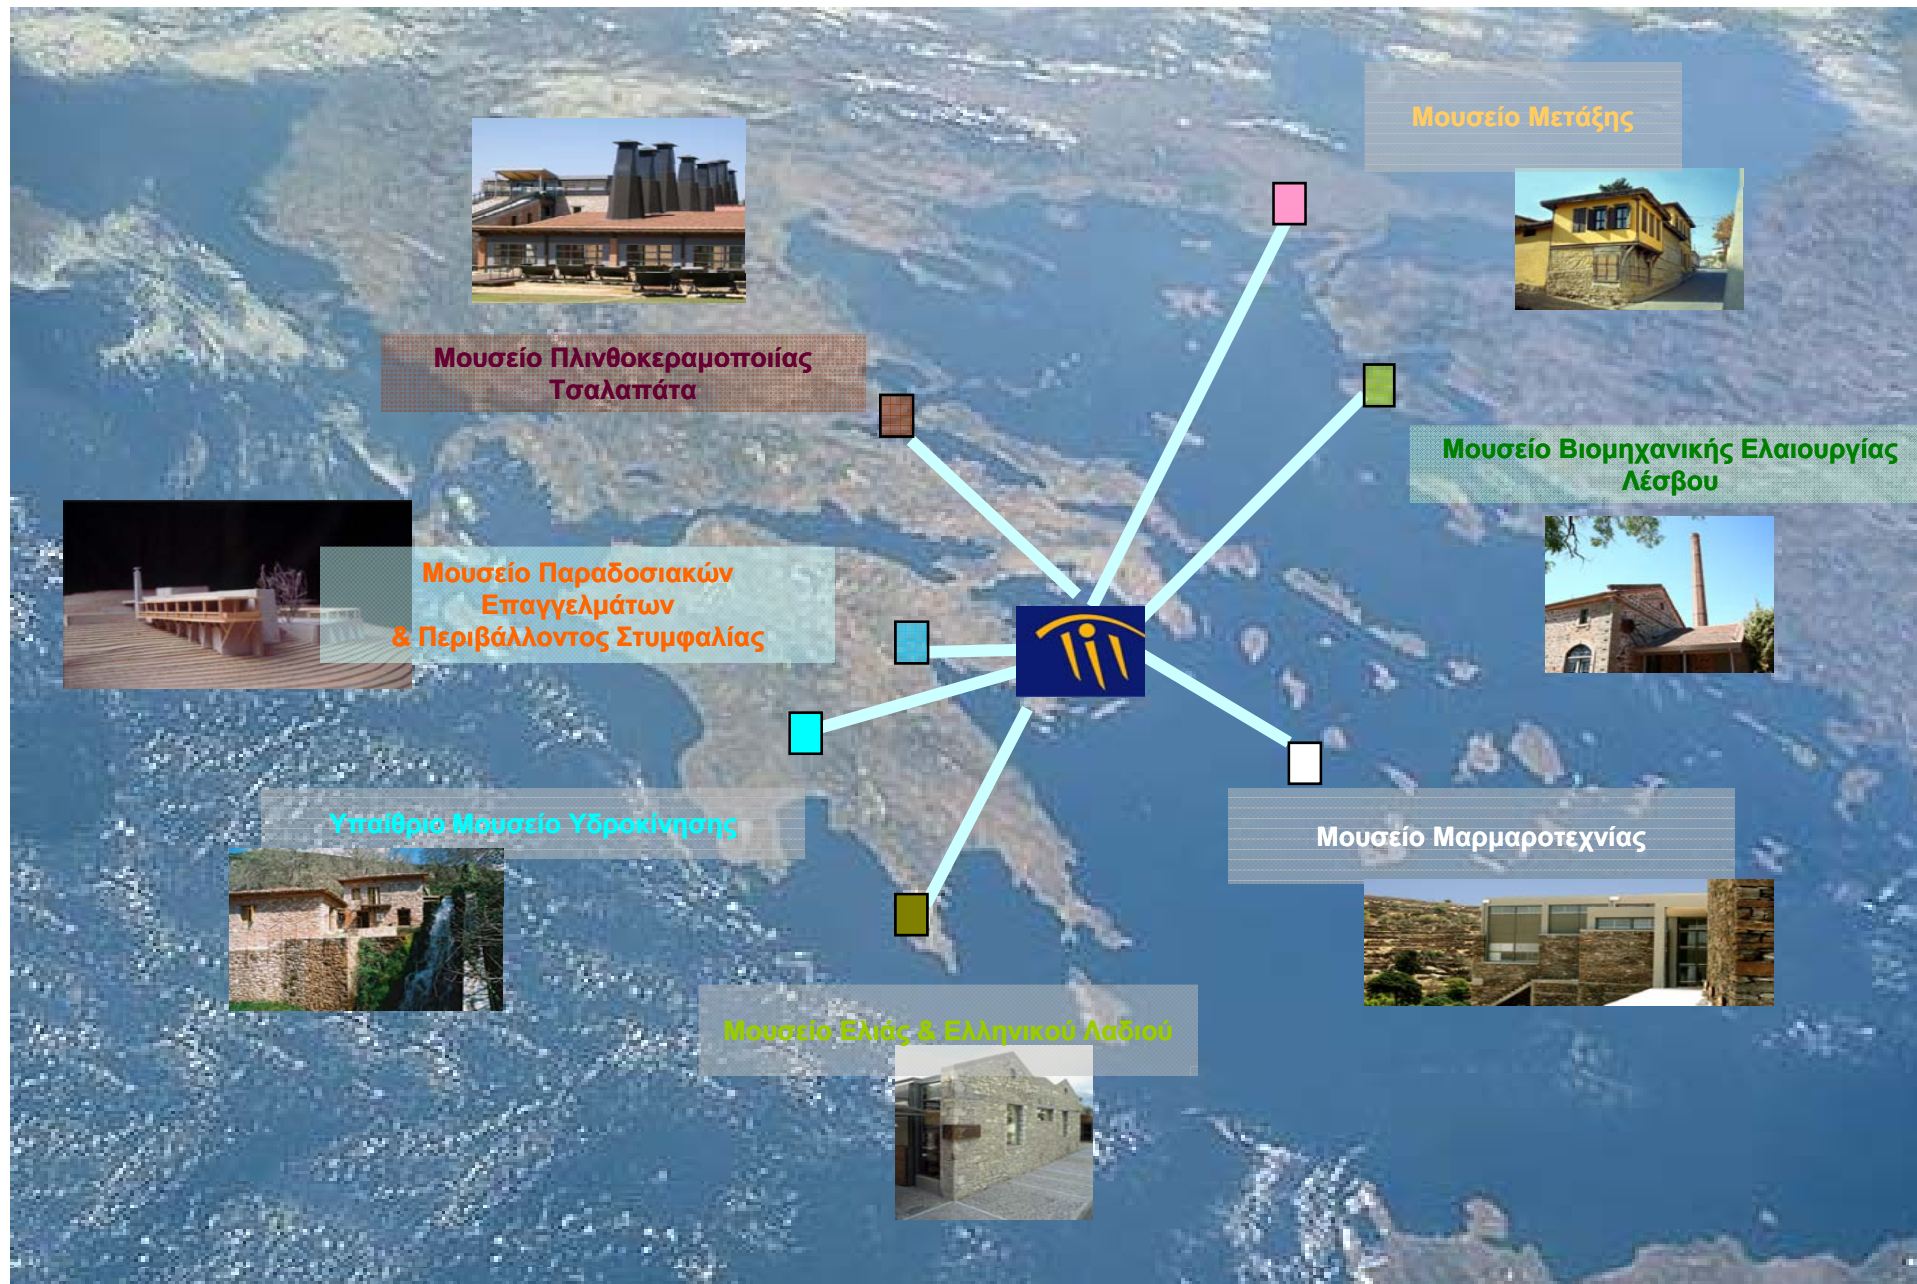 Μουσείο Μετάξης
Μουσείο Πλινθοκεραμοποιίας
Τσαλαπάτα
Μουσείο Βιομηχανικής Ελαιουργίας
Λέσβου
Μουσείο Παραδοσιακών
Επαγγελμάτων
& Περιβάλλοντος Στυμφαλίας
Υπαίθριο Μουσείο Υδροκίνησης
Μουσείο Μαρμαροτεχνίας
Μουσείο Ελιάς & Ελληνικού Λαδιού